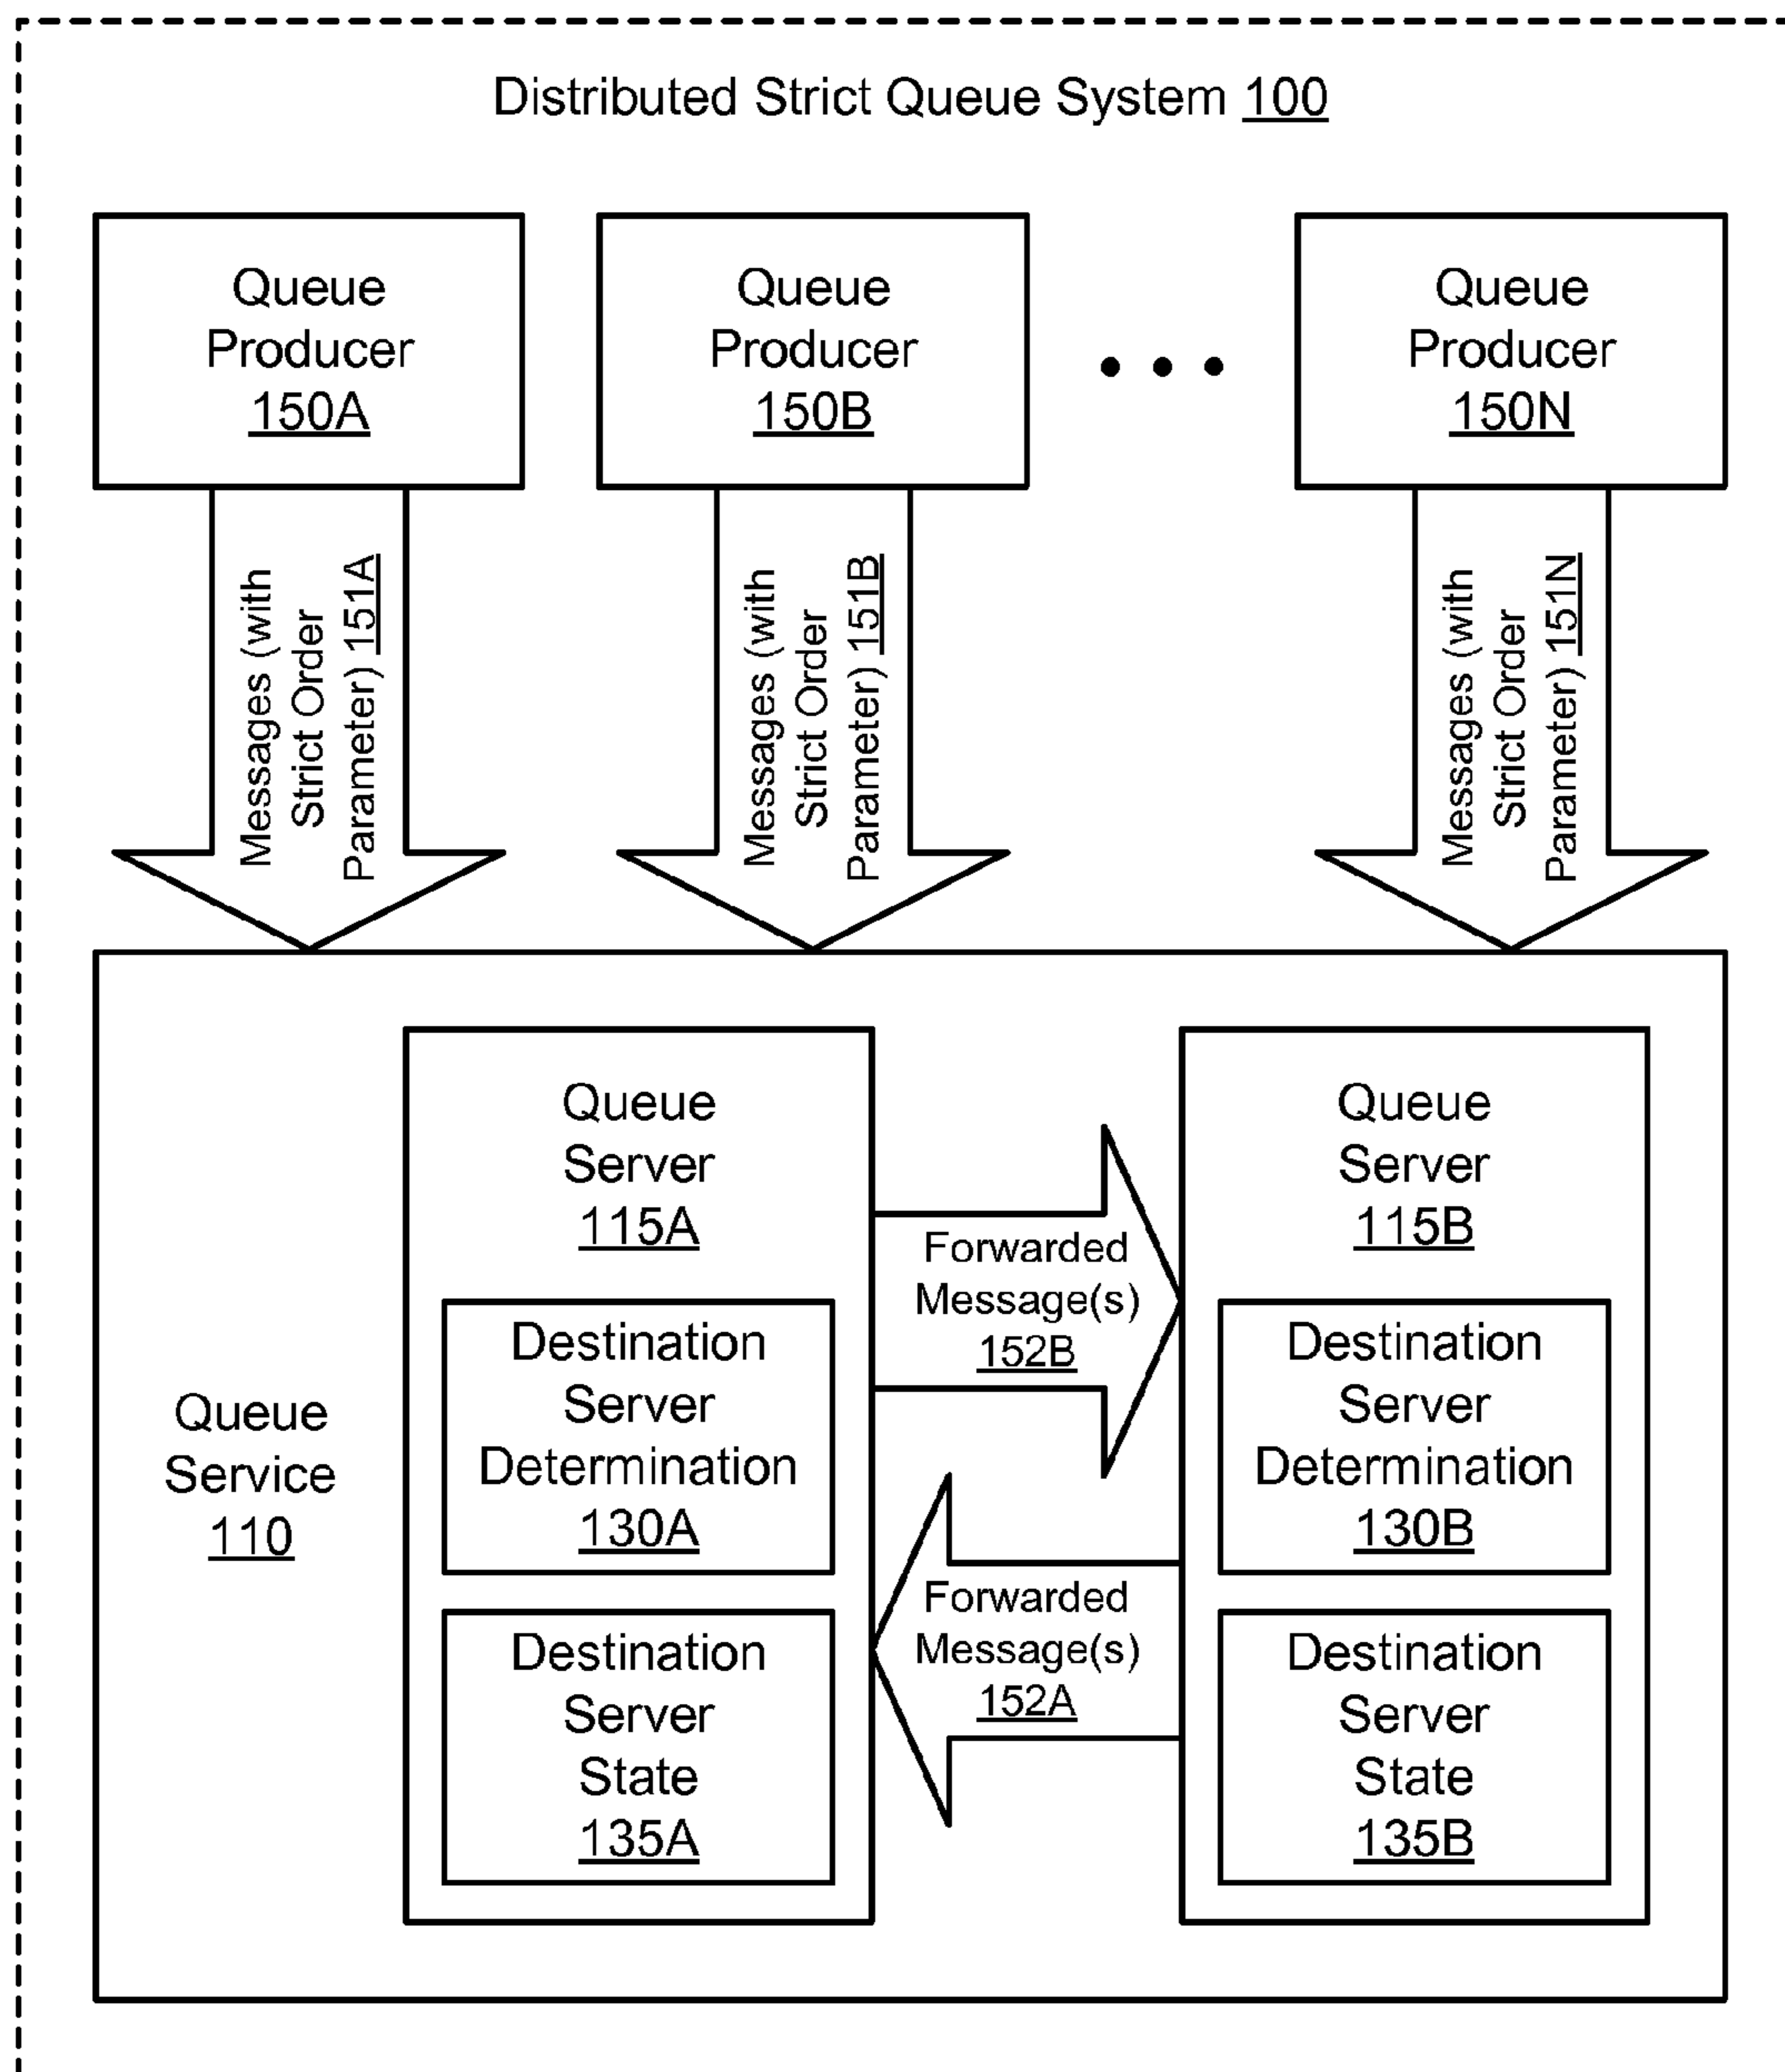 Distributed Strict Queue System 100
Queue
Producer
150A
Queue
Producer
150B
Queue
Producer
150N
Messages (with
Strict Order
Parameter) 151A
Messages (with
Strict Order
Parameter) 151B
Messages (with
Strict Order
Parameter) 151N
Queue
Service
110
Queue
Server
115A
Destination
Server
Determination
130A
Destination
Server
State
135A
Forwarded
Message(s)
152B
Forwarded
Message(s)
152A
Queue
Server
115B
Destination
Server
Determination
130B
Destination
Server
State
135B